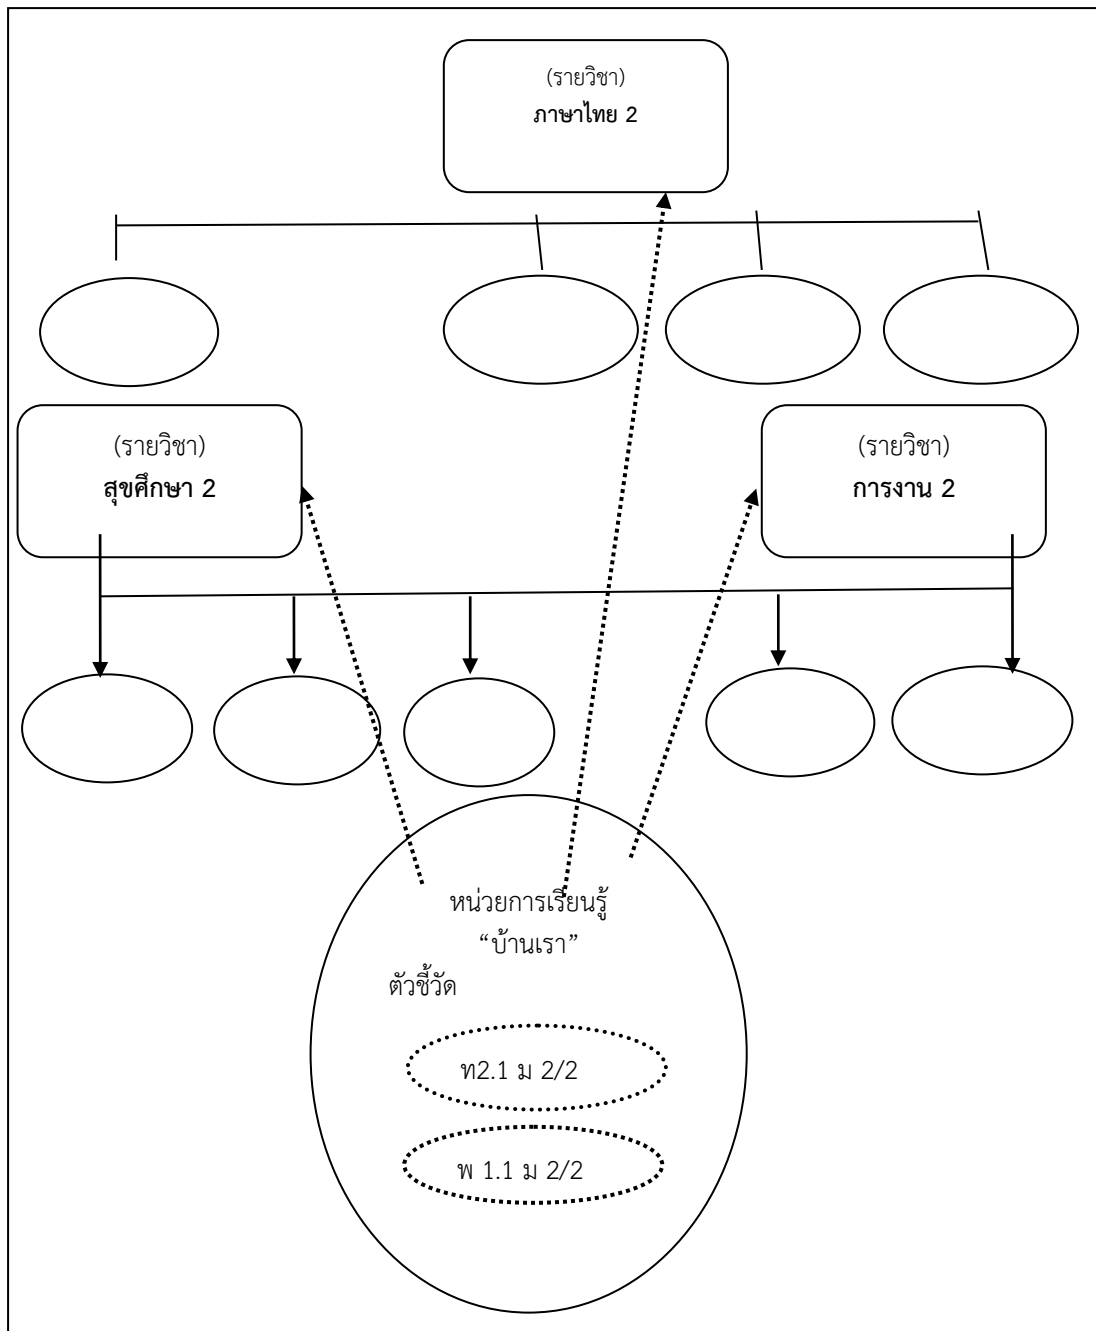 (รายวิชา)
ภาษาไทย 2
(รายวิชา)
สุขศึกษา 2
(รายวิชา)
การงาน 2
หน่วยการเรียนรู้
“บ้านเรา”
ตัวชี้วัด
ท2.1 ม 2/2
พ 1.1 ม 2/2